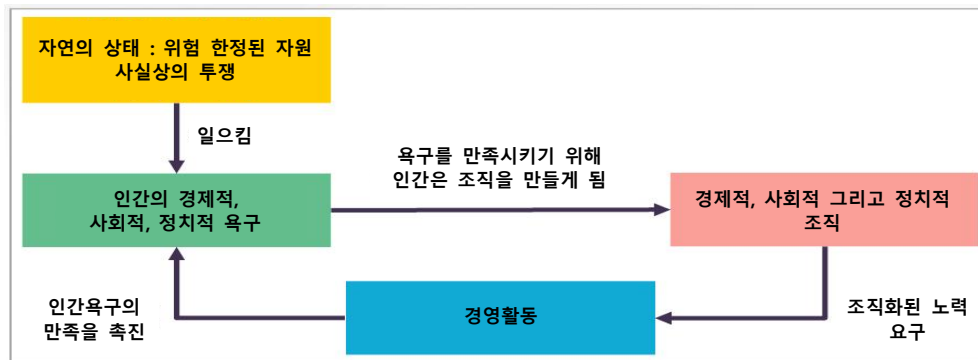 자연의 상태 : 위험 한정된 자원
사실상의 투쟁
일으킴
욕구를 만족시키기 위해
인간은 조직을 만들게 됨
인간의 경제적,
사회적, 정치적 욕구
경제적, 사회적 그리고 정치적
조직
인간욕구의
만족을 촉진
경영활동
조직화된 노력
요구